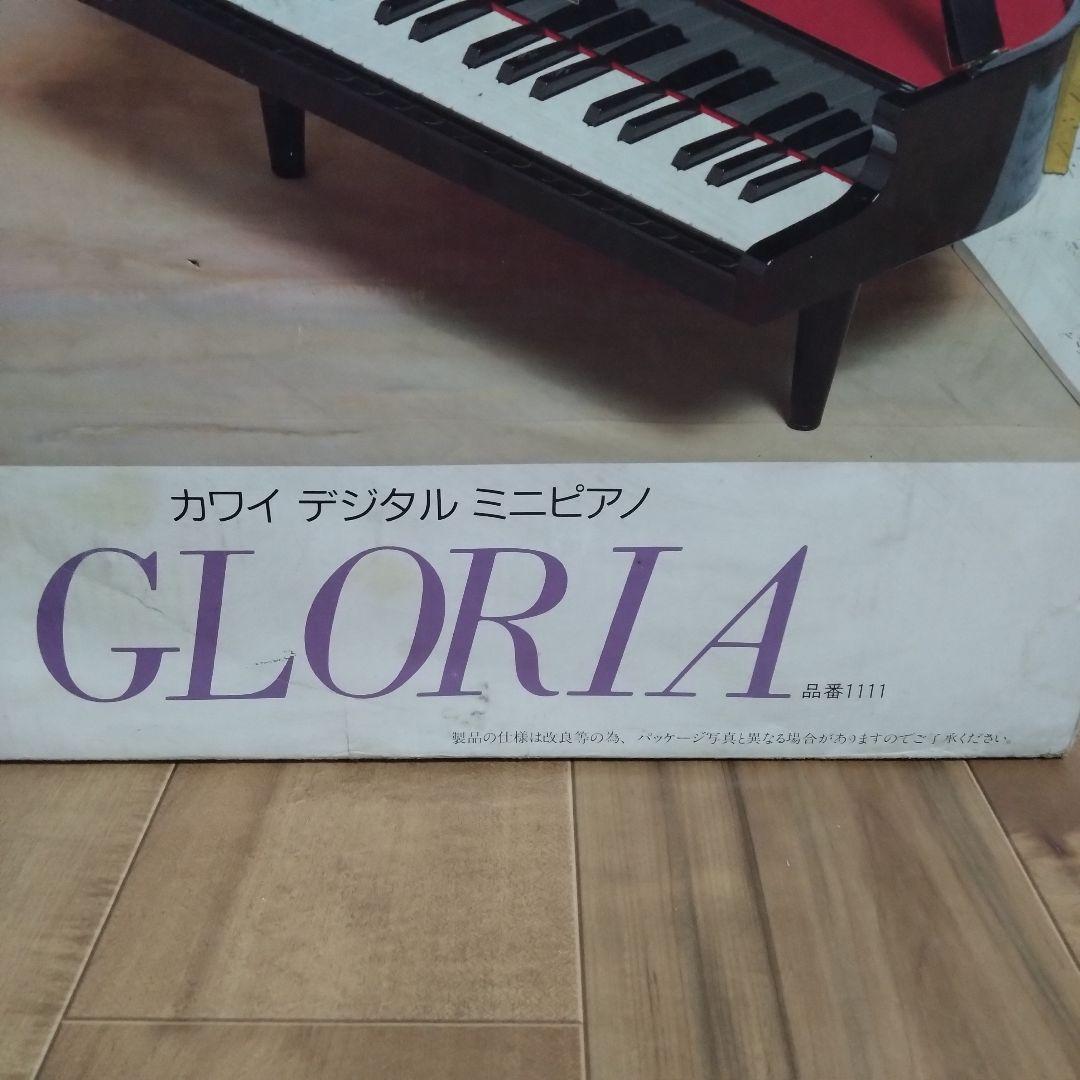 カワイ デジタル ミニピアノ
GLORIA
品番1111
製品の仕様は改良等の為、パッケージ写真と異なる場合がありますのでご了承ください。